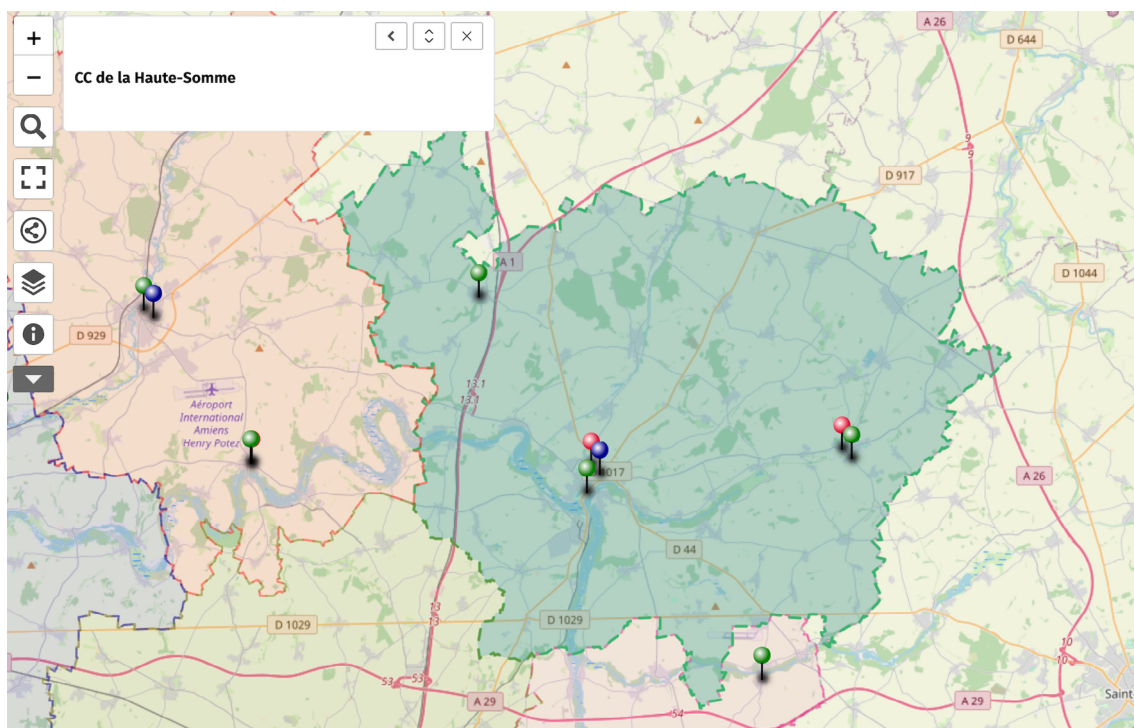 +
CC de la Haute-Somme
−
A 26
D 644
9
9
D 917
A 1
D 1044
D 929
13.1
13.1
Aéroport
International
Amiens
Henry Potez
017
A 26
D 44
13
13
D 1029
D 1029
10
10
53
53
A 29
A 29
54
Saint